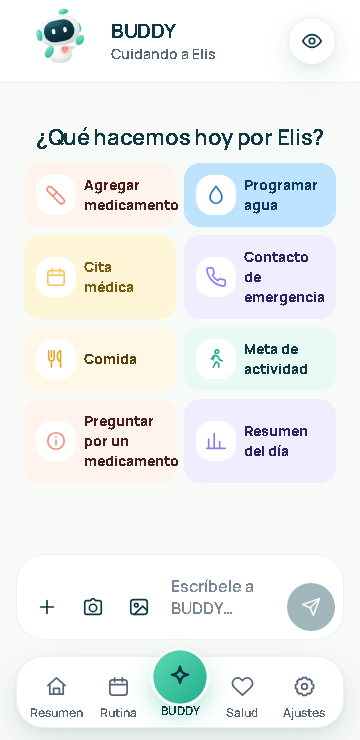 BUDDY
Cuidando a Elis
¿Qué hacemos hoy por Elis?
Agregar
medicamento
Programar
agua
Cita
médica
Contacto
de
emergencia
Comida
Meta de
actividad
Preguntar
por un
medicamento
Resumen
del día
Escríbele a
BUDDY...
Resumen
Rutina
BUDDY
Salud
Ajustes